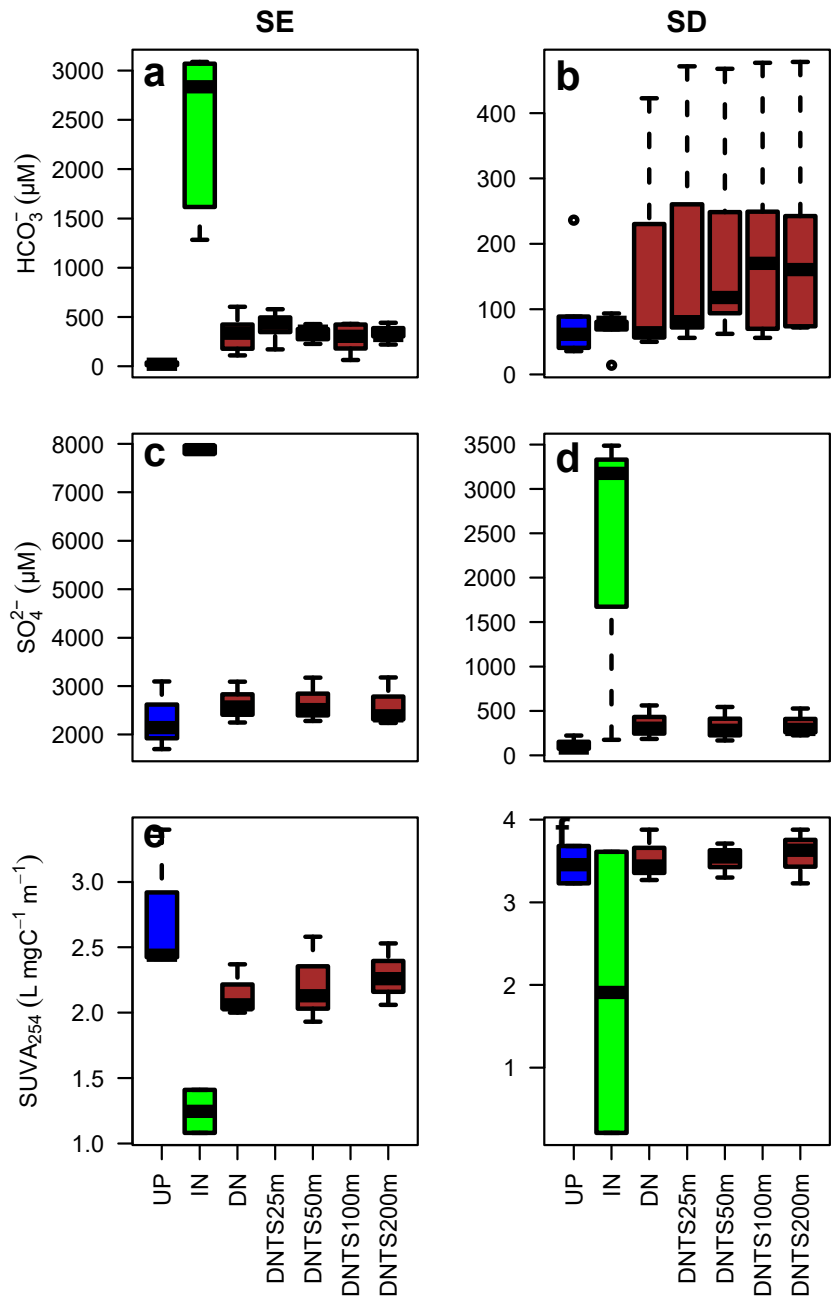 SE
SD
a
b
HCO₃⁻ (µM)
3000
2500
2000
1500
1000
500
0
400
300
200
100
0
c
d
SO₄²⁻ (µM)
8000
7000
6000
5000
4000
3000
2000
3500
3000
2500
2000
1500
1000
500
0
e
f
SUVA₂₅₄ (L mgC⁻¹ m⁻¹)
3.0
2.5
2.0
1.5
1.0
4
3
2
1
UP
IN
DN
DNTS25m
DNTS50m
DNTS100m
DNTS200m
UP
IN
DN
DNTS25m
DNTS50m
DNTS100m
DNTS200m